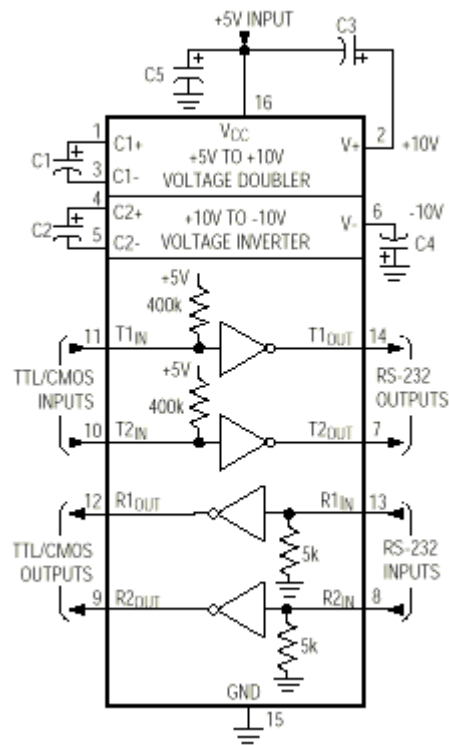 +5V INPUT
C3
+
C5
+
16
1
C1+
VCC
V+
2
+10V
C1
+
3
C1-
+5V TO +10V
VOLTAGE DOUBLER
4
C2+
+10V TO -10V
VOLTAGE INVERTER
V-
6
-10V
C2
+
5
C2-
+
C4
+5V
400k
11
T1IN
T1OUT
14
TTL/CMOS
INPUTS
+5V
400k
RS-232
OUTPUTS
10
T2IN
T2OUT
7
12
R1OUT
R1IN
13
TTL/CMOS
OUTPUTS
5k
RS-232
INPUTS
9
R2OUT
R2IN
8
5k
GND
15